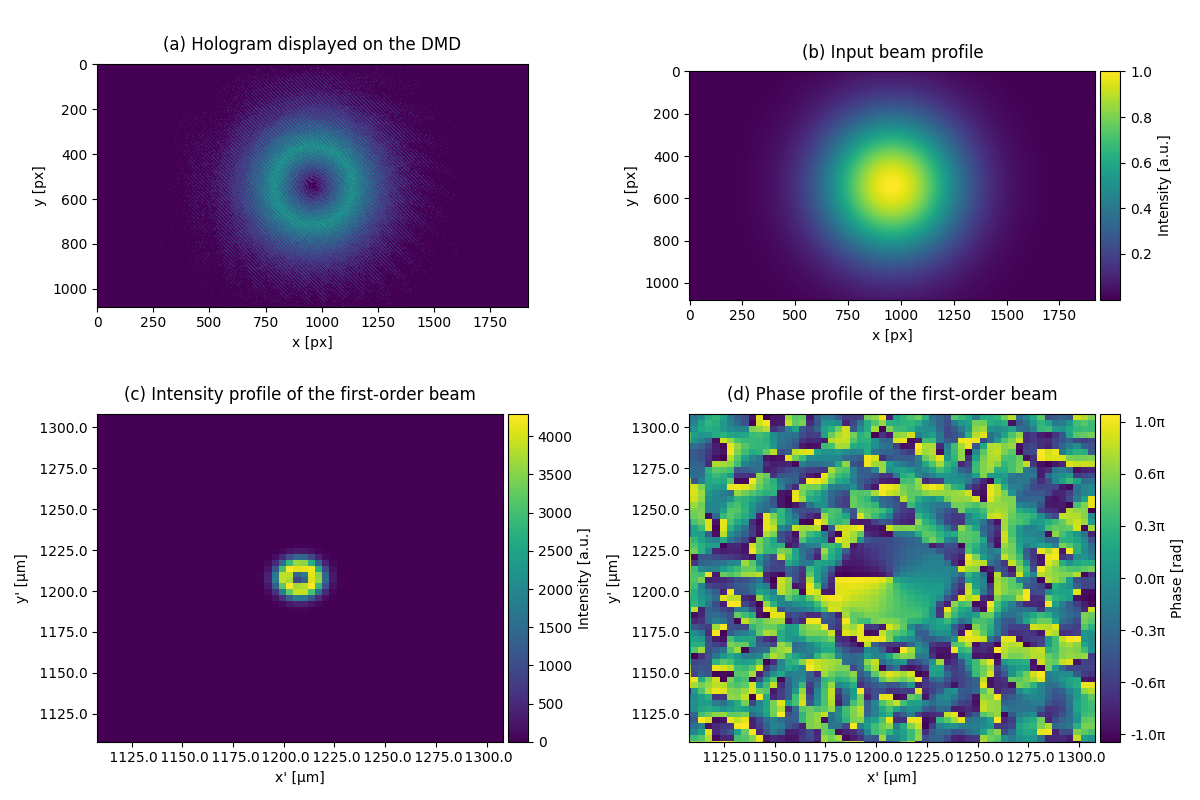 (a) Hologram displayed on the DMD
0
200
400
600
800
1000
y [px]
0 250 500 750 1000 1250 1500 1750
x [px]
(b) Input beam profile
0
200
400
600
800
1000
y [px]
0 250 500 750 1000 1250 1500 1750
x [px]
1.0
0.8
0.6
0.4
0.2
Intensity [a.u.]
(c) Intensity profile of the first-order beam
1300.0
1275.0
1250.0
1225.0
1200.0
1175.0
1150.0
1125.0
y' [µm]
1125.0 1150.0 1175.0 1200.0 1225.0 1250.0 1275.0 1300.0
x' [µm]
4000
3500
3000
2500
2000
1500
1000
500
0
Intensity [a.u.]
(d) Phase profile of the first-order beam
1300.0
1275.0
1250.0
1225.0
1200.0
1175.0
1150.0
1125.0
y' [µm]
1125.0 1150.0 1175.0 1200.0 1225.0 1250.0 1275.0 1300.0
x' [µm]
1.0π
0.6π
0.3π
0.0π
-0.3π
-0.6π
-1.0π
Phase [rad]